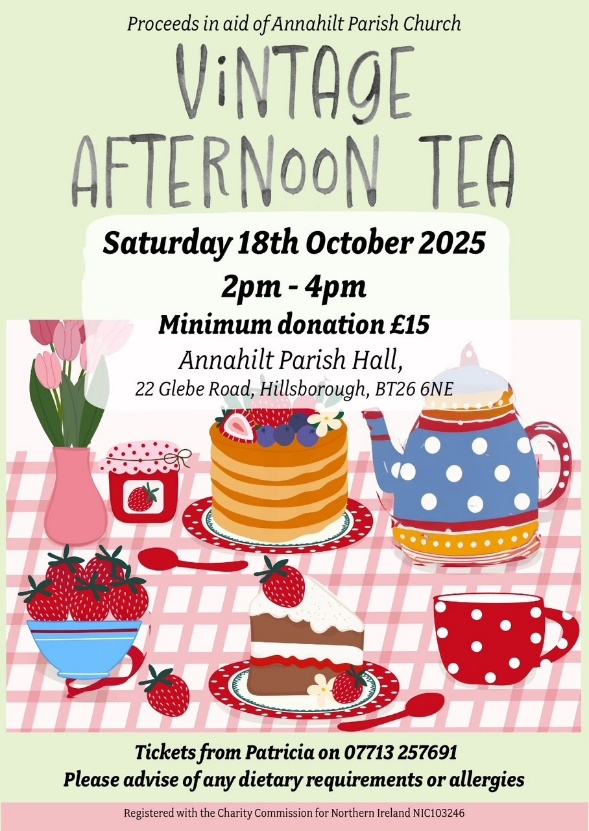 Proceeds in aid of Annahilt Parish Church
ViNTAGE
AFTERNOON TEA
Saturday 18th October 2025
2pm - 4pm
Minimum donation £15
Annahilt Parish Hall,
22 Glebe Road, Hillsborough, BT26 6NE
Tickets from Patricia on 07713 257691
Please advise of any dietary requirements or allergies
Registered with the Charity Commission for Northern Ireland NIC103246